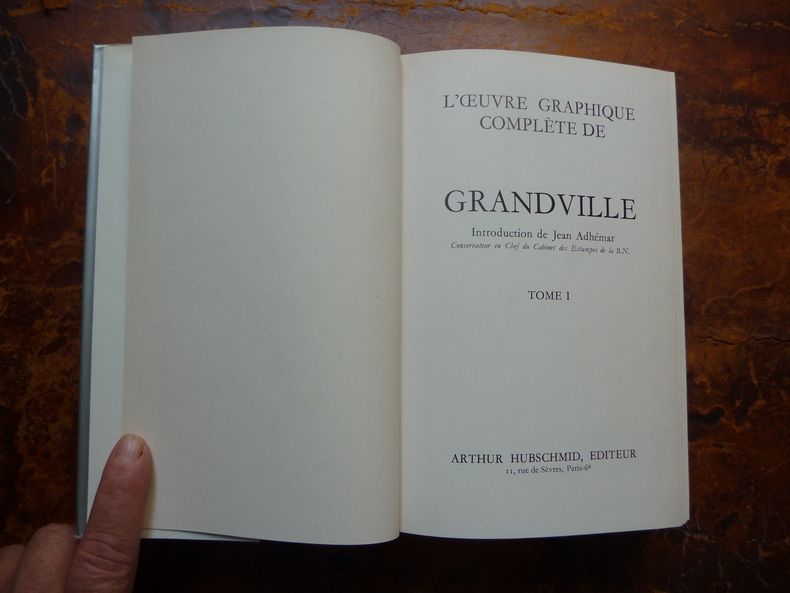 L'ŒUVRE GRAPHIQUE
COMPLÈTE DE
GRANDVILLE
Introduction de Jean Adhémar
Conservateur en Chef du Cabinet des Estampes de la B.N.
TOME I
ARTHUR HUBSCHMID, EDITEUR
11, rue de Sèvres, Paris-6e